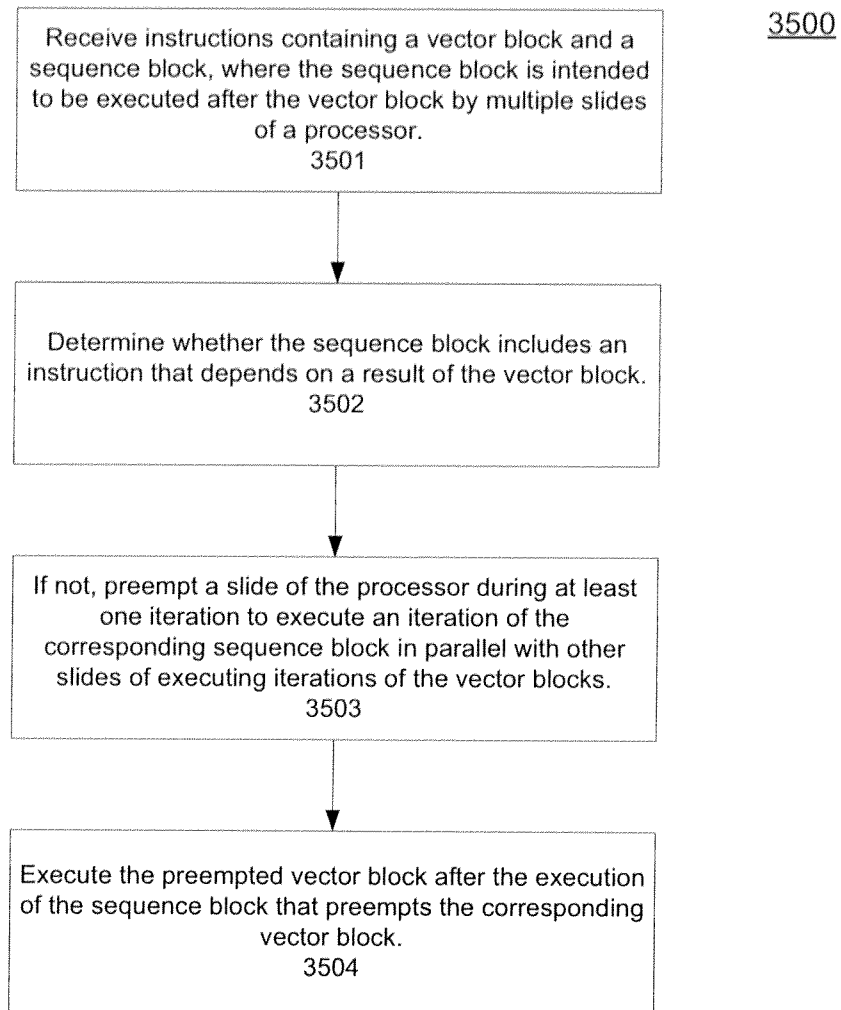 3500
Receive instructions containing a vector block and a
sequence block, where the sequence block is intended
to be executed after the vector block by multiple slides
of a processor.
3501
Determine whether the sequence block includes an
instruction that depends on a result of the vector block.
3502
If not, preempt a slide of the processor during at least
one iteration to execute an iteration of the
corresponding sequence block in parallel with other
slides of executing iterations of the vector blocks.
3503
Execute the preempted vector block after the execution
of the sequence block that preempts the corresponding
vector block.
3504